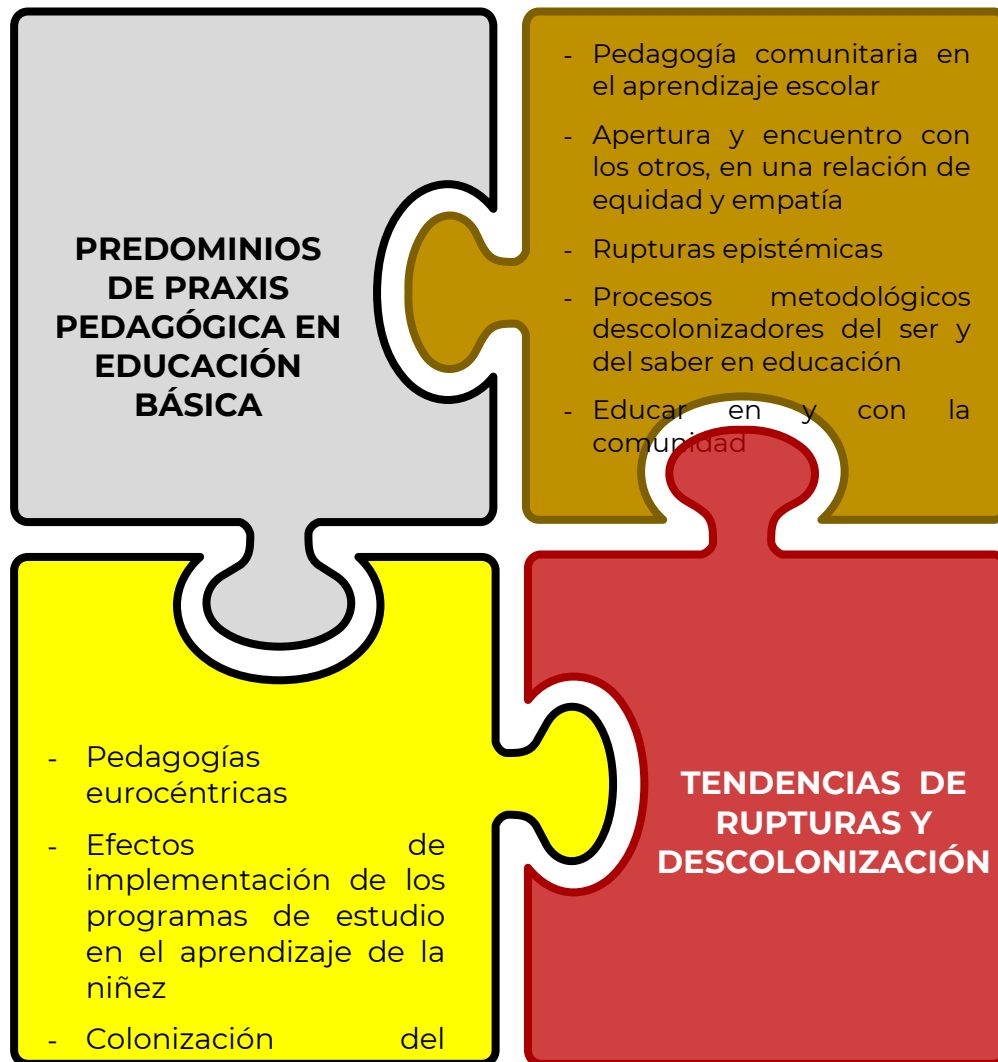 PREDOMINIOS
DE PRAXIS
PEDAGÓGICA EN
EDUCACIÓN
BÁSICA
- Pedagogía comunitaria en
el aprendizaje escolar
- Apertura y encuentro con
los otros, en una relación de
equidad y empatía
- Rupturas epistémicas
- Procesos metodológicos
descolonizadores del ser y
del saber en educación
- Educar en y con la
comunidad
- Pedagogías
eurocéntricas
- Efectos de
implementación de los
programas de estudio
en el aprendizaje de la
niñez
- Colonización del
TENDENCIAS DE
RUPTURAS Y
DESCOLONIZACIÓN